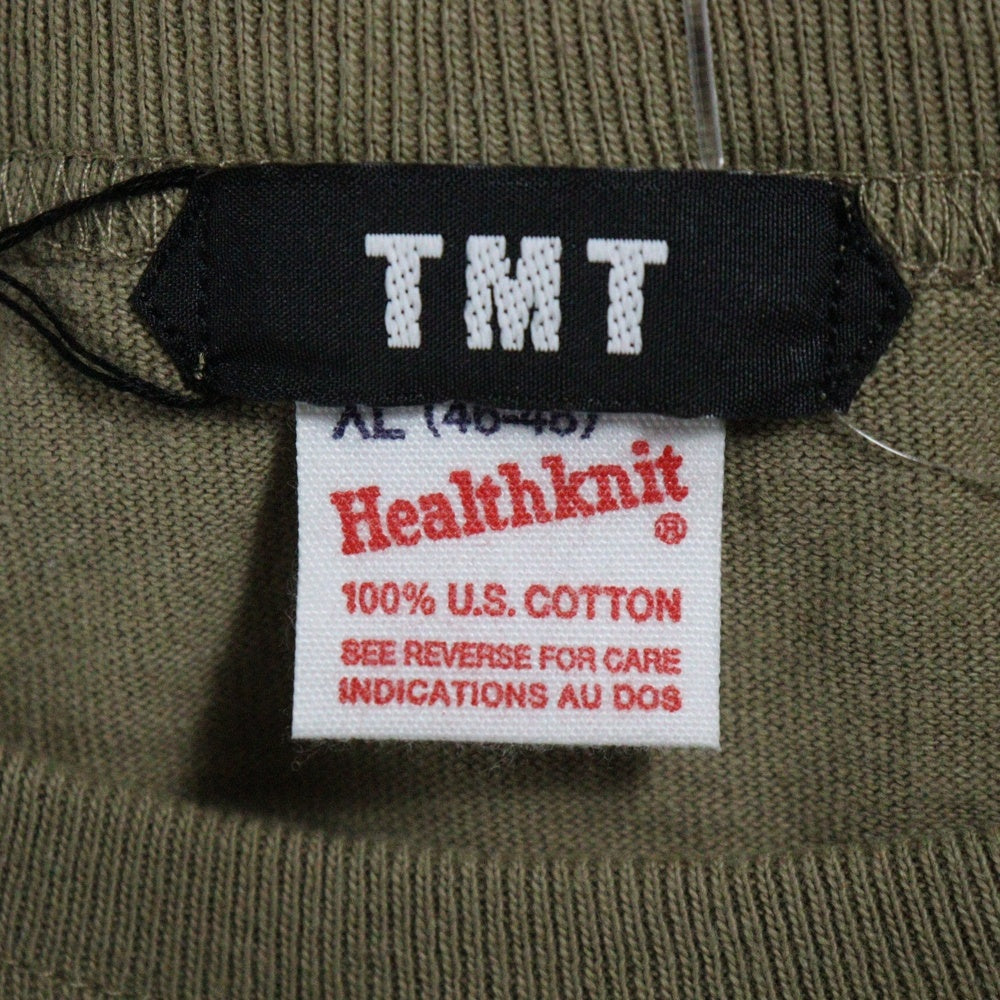 TMT
XL (46-48)
Healthknit
®
100% U.S. COTTON
SEE REVERSE FOR CARE
INDICATIONS AU DOS